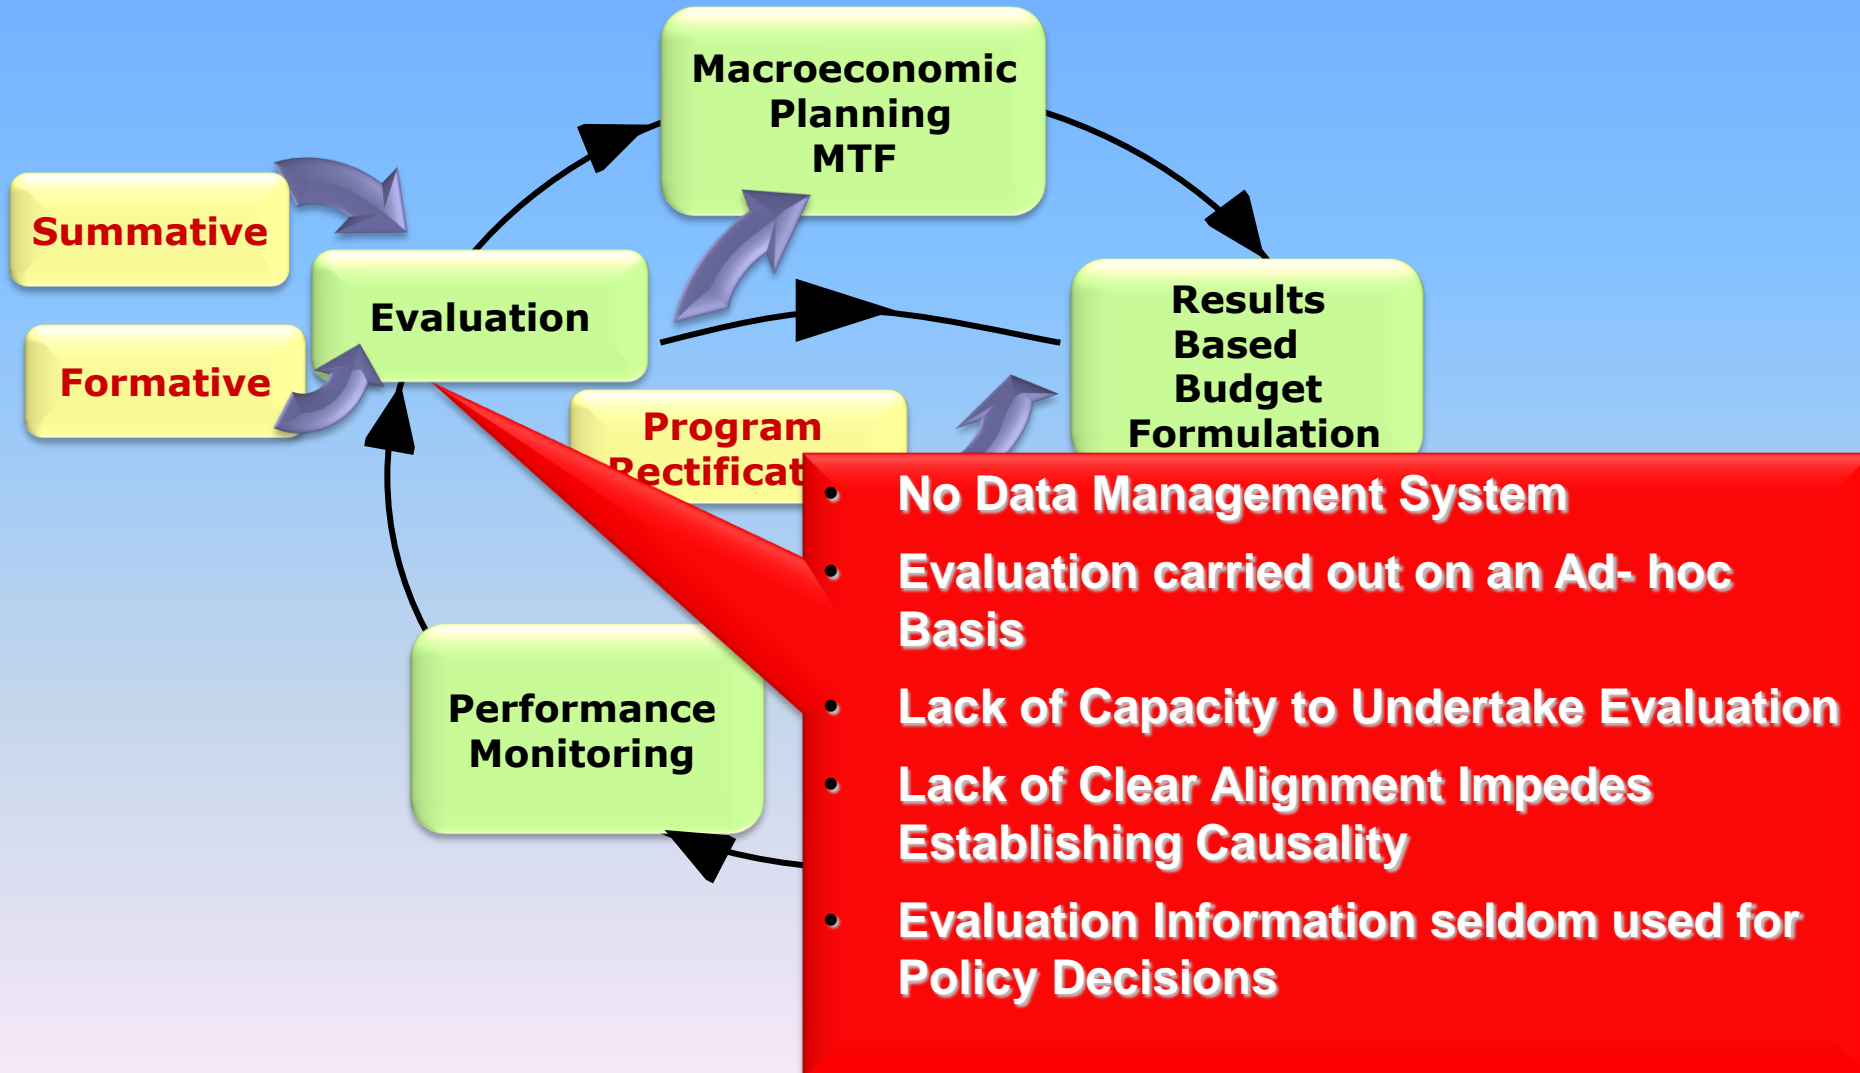 Macroeconomic
Planning
MTF
Summative
Evaluation
Formative
Results
Based
Budget
Formulation
Program
Performance
Monitoring
• No Data Management System
• Evaluation carried out on an Ad- hoc
Basis
• Lack of Capacity to Undertake Evaluation
• Lack of Clear Alignment Impedes
Establishing Causality
• Evaluation Information seldom used for
Policy Decisions